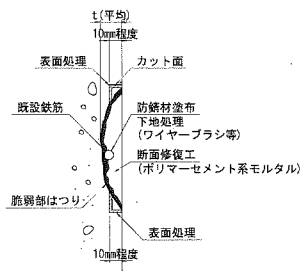 t(平均)
10mm程度
表面処理
カット面
既設鉄筋
防錆材塗布
下地処理
(ワイヤーブラシ等)
断面修復工
(ポリマーセメント系モルタル)
脆弱部はつり
表面処理
10mm程度